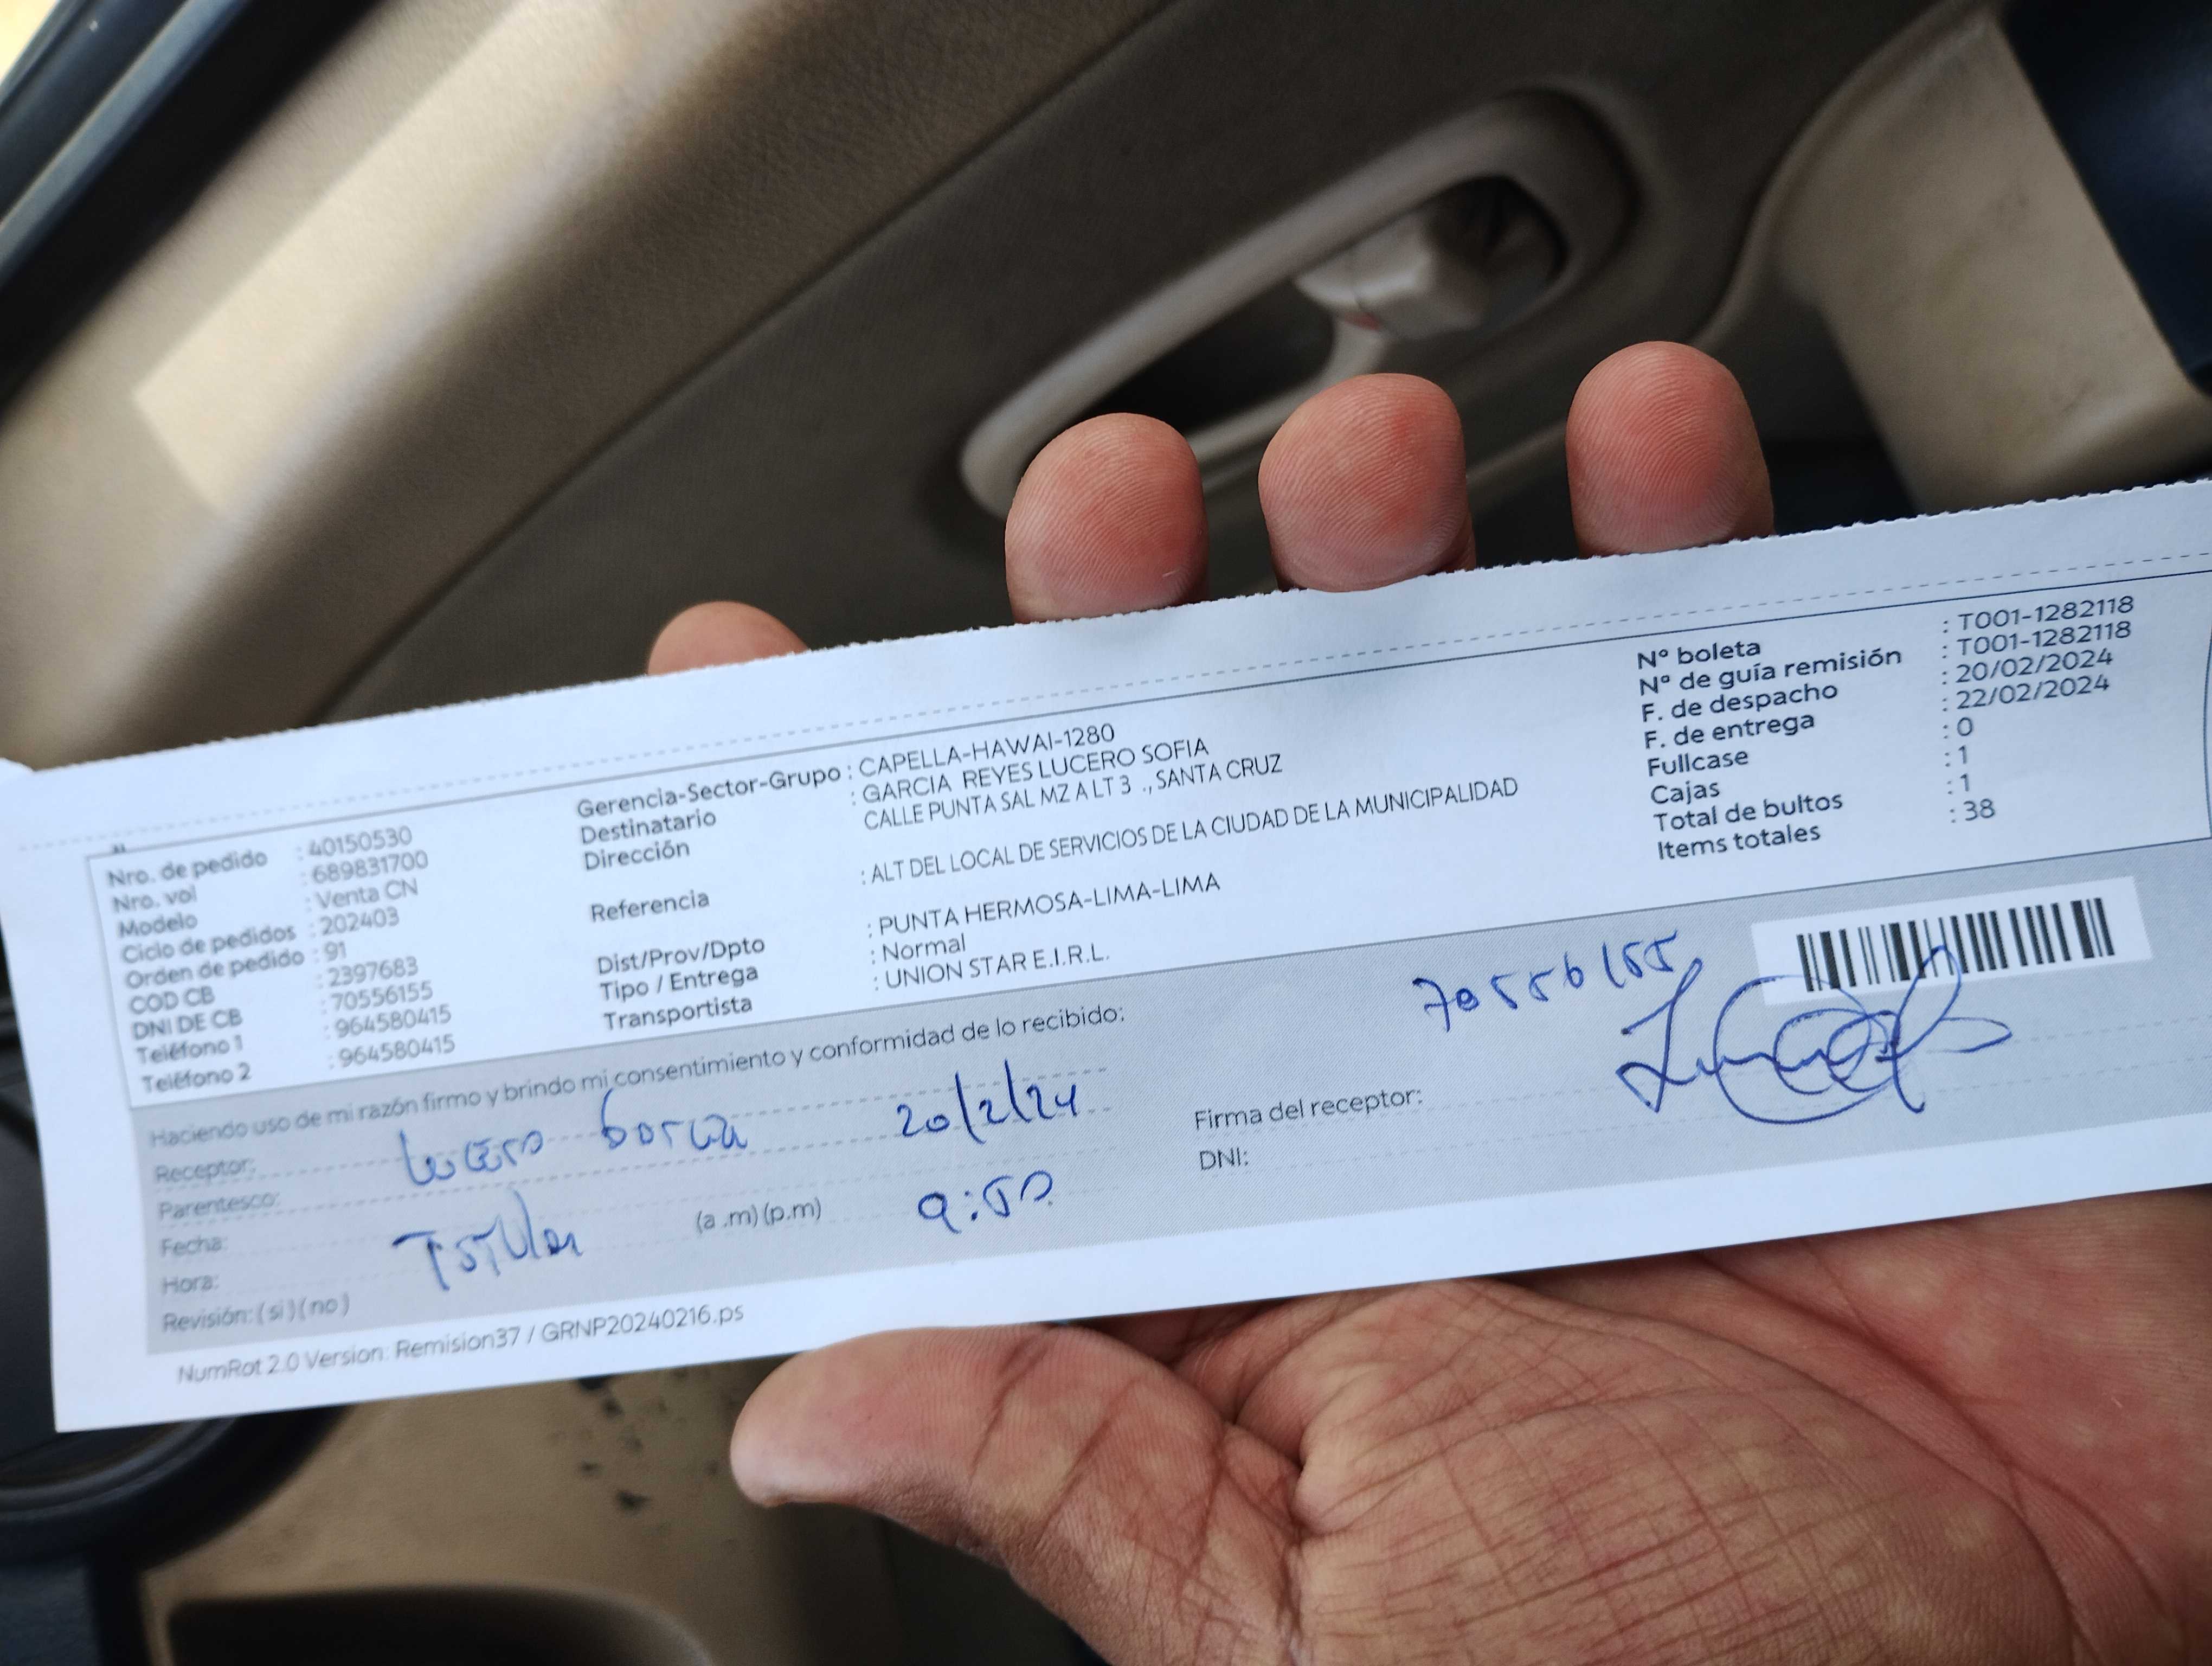 Nro. de pedido : 40150530
Nro. vol : 689831700
Modelo : Venta CN
Ciclo de pedidos : 202403
Orden de pedido : 91
COD CB : 2397683
DNI DE CB : 70556155
Teléfono 1 : 964580415
Teléfono 2 : 964580415
Gerencia-Sector-Grupo : CAPELLA-HAWAI-1280
Destinatario : GARCIA REYES LUCERO SOFIA
Dirección CALLE PUNTA SAL MZ A LT 3 ., SANTA CRUZ
Referencia : ALT DEL LOCAL DE SERVICIOS DE LA CIUDAD DE LA MUNICIPALIDAD
Dist/Prov/Dpto : PUNTA HERMOSA-LIMA-LIMA
Tipo / Entrega : Normal
Transportista : UNION STAR E.I.R.L.
Nº boleta : T001-1282118
Nº de guía remisión : T001-1282118
F. de despacho : 20/02/2024
F. de entrega : 22/02/2024
Fullcase : 0
Cajas : 1
Total de bultos : 1
Items totales : 38
Haciendo uso de mi razón firmo y brindo mi consentimiento y conformidad de lo recibido:
Receptor: Lucero
Parentesco:
Fecha: 20/2/24
Hora: (a .m) (p.m) 9:50
Revisión: ( si ) ( no )
70556155
Firma del receptor:
DNI:
NumRot 2.0 Version: Remision37 / GRNP20240216.ps